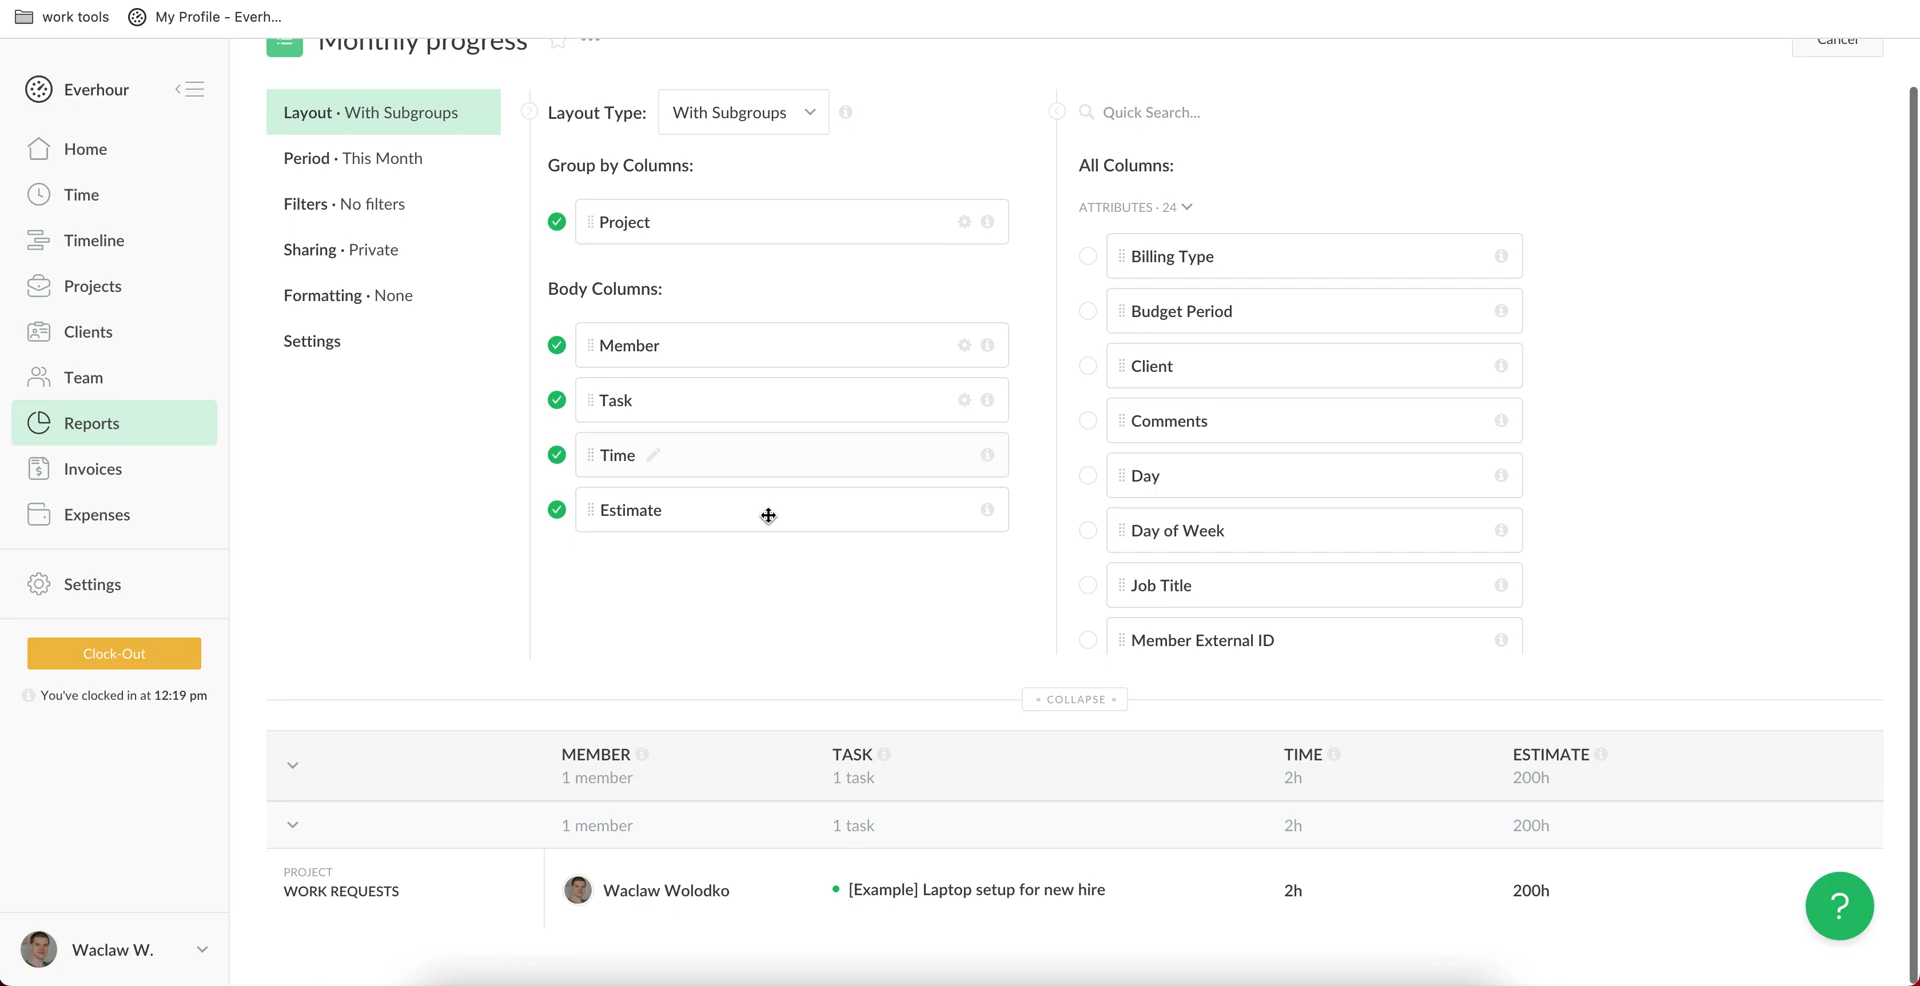 work tools
My Profile - Everh...
Monthly progress
Cancel
Everhour
Home
Time
Timeline
Projects
Clients
Team
Reports
Invoices
Expenses
Settings
Clock-Out
You've clocked in at 12:19 pm
Waclaw W.
Layout · With Subgroups
Period · This Month
Filters · No filters
Sharing · Private
Formatting · None
Settings
Layout Type: With Subgroups
Group by Columns:
Project
Body Columns:
Member
Task
Time
Estimate
Quick Search...
All Columns:
ATTRIBUTES · 24
Billing Type
Budget Period
Client
Comments
Day
Day of Week
Job Title
Member External ID
COLLAPSE
MEMBER TASK TIME ESTIMATE
1 member 1 task 2h 200h
1 member 1 task 2h 200h
PROJECT
WORK REQUESTS
Waclaw Wolodko [Example] Laptop setup for new hire 2h 200h
?